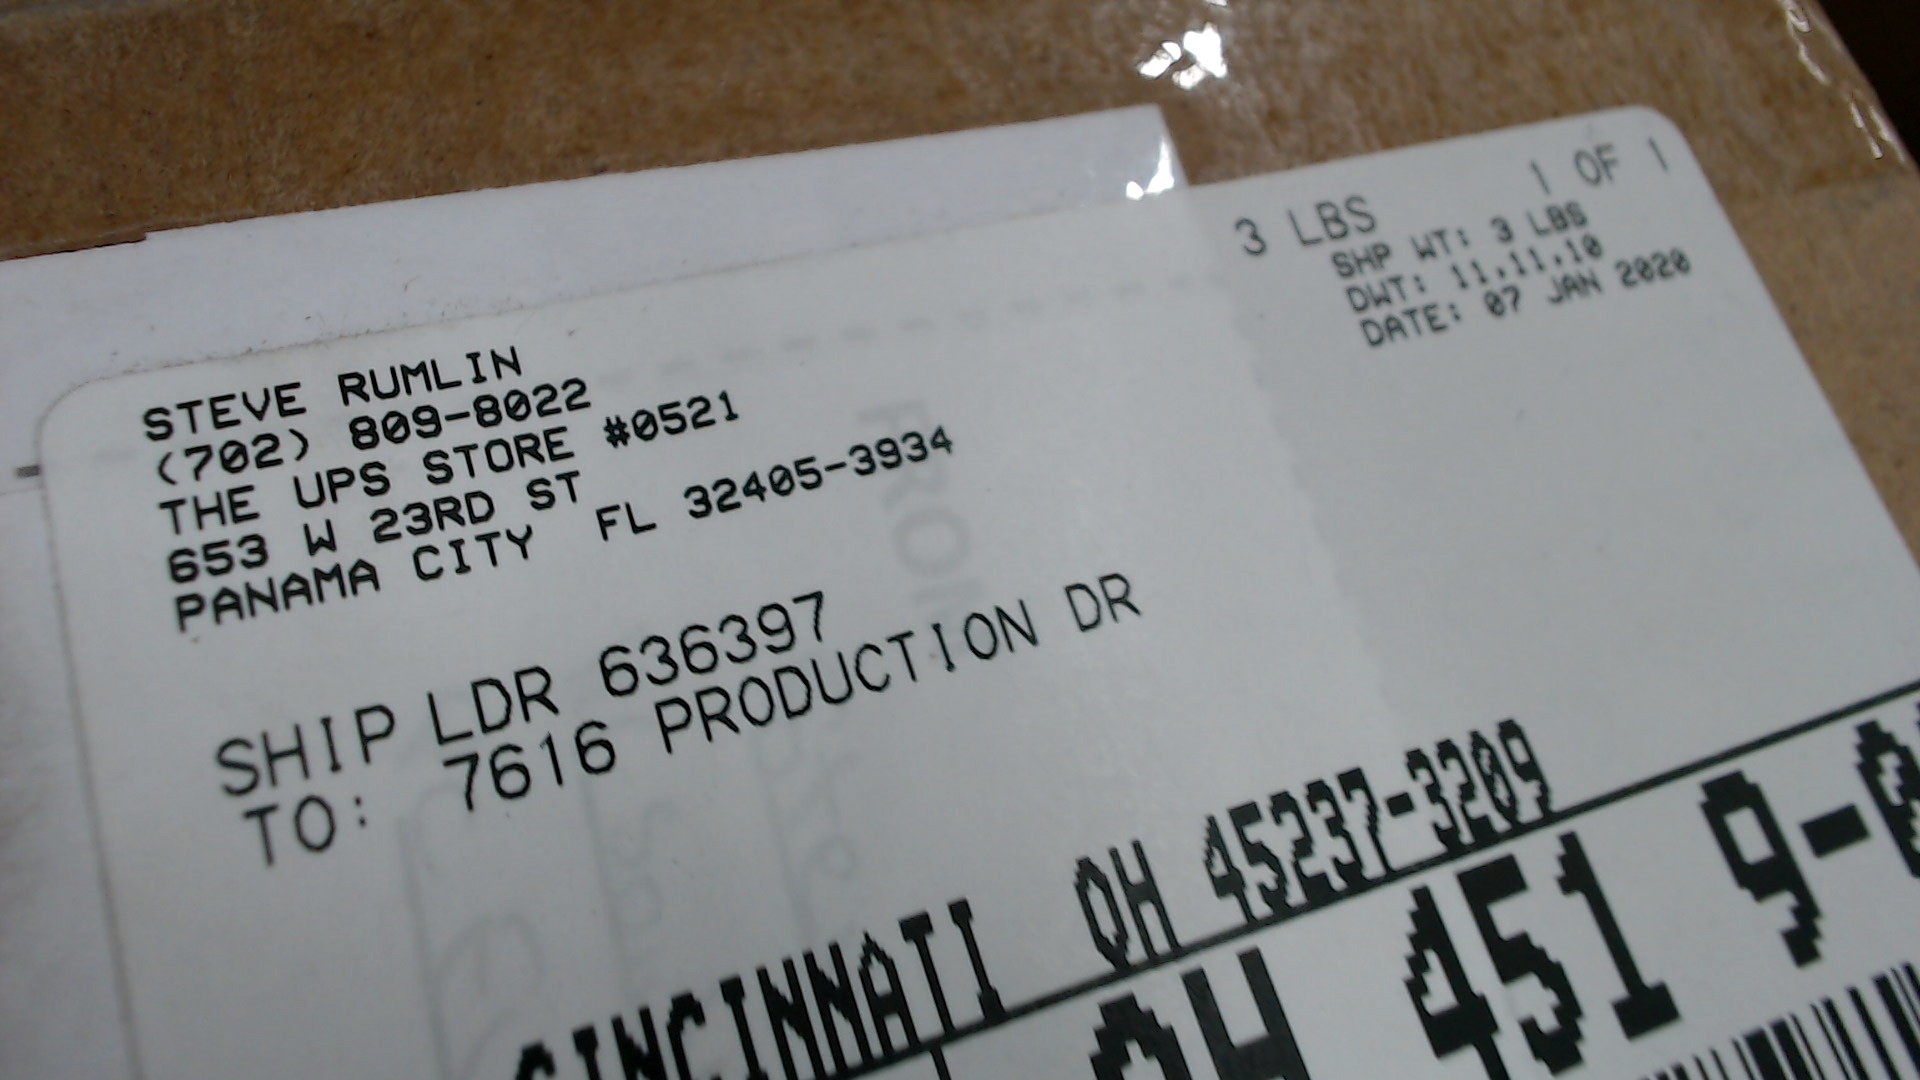 1 OF 1
3 LBS
SHP WT: 3 LBS
DWT: 11,11,10
DATE: 07 JAN 2020
STEVE RUMLIN
(702) 809-8022
THE UPS STORE #0521
653 W 23RD ST
PANAMA CITY FL 32405-3934
SHIP LDR 636397
TO: 7616 PRODUCTION DR
CINCINNATI OH 45237-3209
OH 451 9-